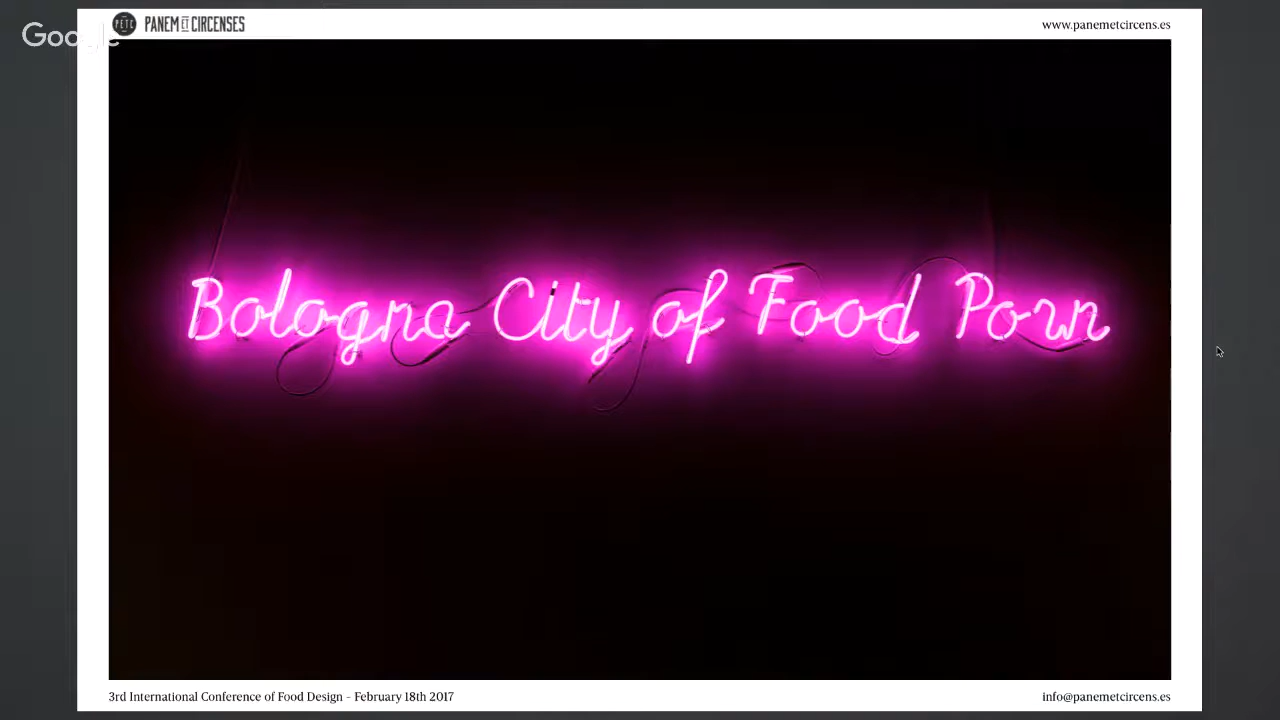 Google
PETC
PANEM ET CIRCENSES
www.panemetcircens.es
Bologna City of Food Porn
3rd International Conference of Food Design – February 18th 2017
info@panemetcircens.es